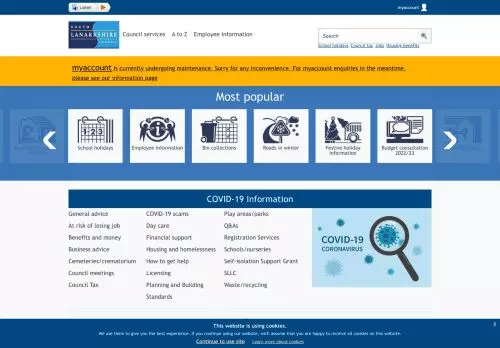 Listen
myaccount
SOUTH
LANARKSHIRE
COUNCIL
Council services A to Z Employee information
Search
School holidays Council tax Jobs Housing benefits
myaccount is currently undergoing maintenance. Sorry for any inconvenience. For myaccount enquiries in the meantime,
please see our information page
Most popular
School holidays
Employee information
Bin collections
Roads in winter
Festive holiday
information
Budget consultation
2022/23
COVID-19 Information
General advice COVID-19 scams Play areas/parks
At risk of losing job Day care Q&As
Benefits and money Financial support Registration Services
Business advice Housing and homelessness Schools/nurseries
Cemeteries/crematorium How to get help Self-isolation Support Grant
Council meetings Licensing SLLC
Council Tax Planning and Building Waste/recycling
Standards
COVID-19
CORONAVIRUS
This website is using cookies. X
We use them to give you the best experience. If you continue using our website, we'll assume that you are happy to receive all cookies on this website.
Continue to use site Learn more about cookies